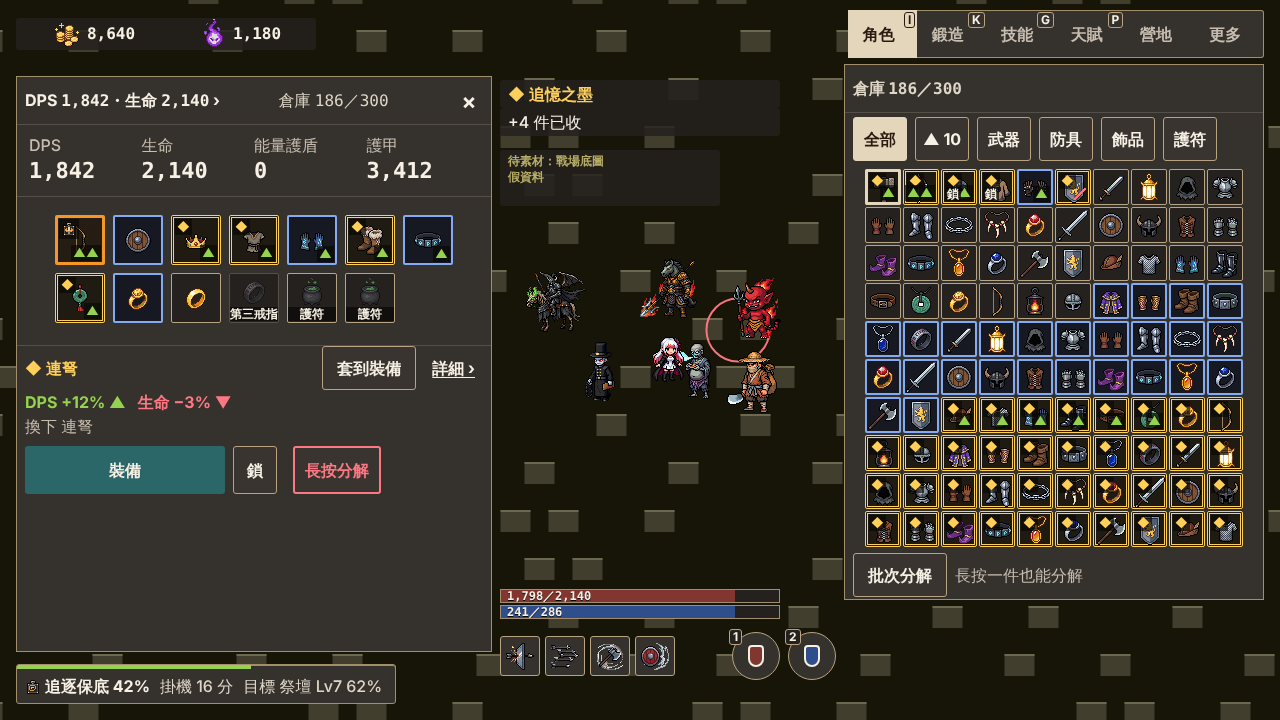 8,640
1,180
角色 I
鍛造 K
技能 G
天賦 P
營地
更多
DPS 1,842・生命 2,140 ›
倉庫 186／300
×
DPS
1,842
生命
2,140
能量護盾
0
護甲
3,412
第三戒指
護符
護符
◆ 連弩
套到裝備
詳細 ›
DPS +12% ▲ 生命 −3% ▼
換下 連弩
裝備
鎖
長按分解
追逐保底 42% 掛機 16 分 目標 祭壇 Lv7 62%
◆ 追憶之墨
+4 件已收
待素材：戰場底圖
假資料
1,798／2,140
241／286
1
2
倉庫 186／300
全部
▲ 10
武器
防具
飾品
護符
鎖
鎖
批次分解
長按一件也能分解